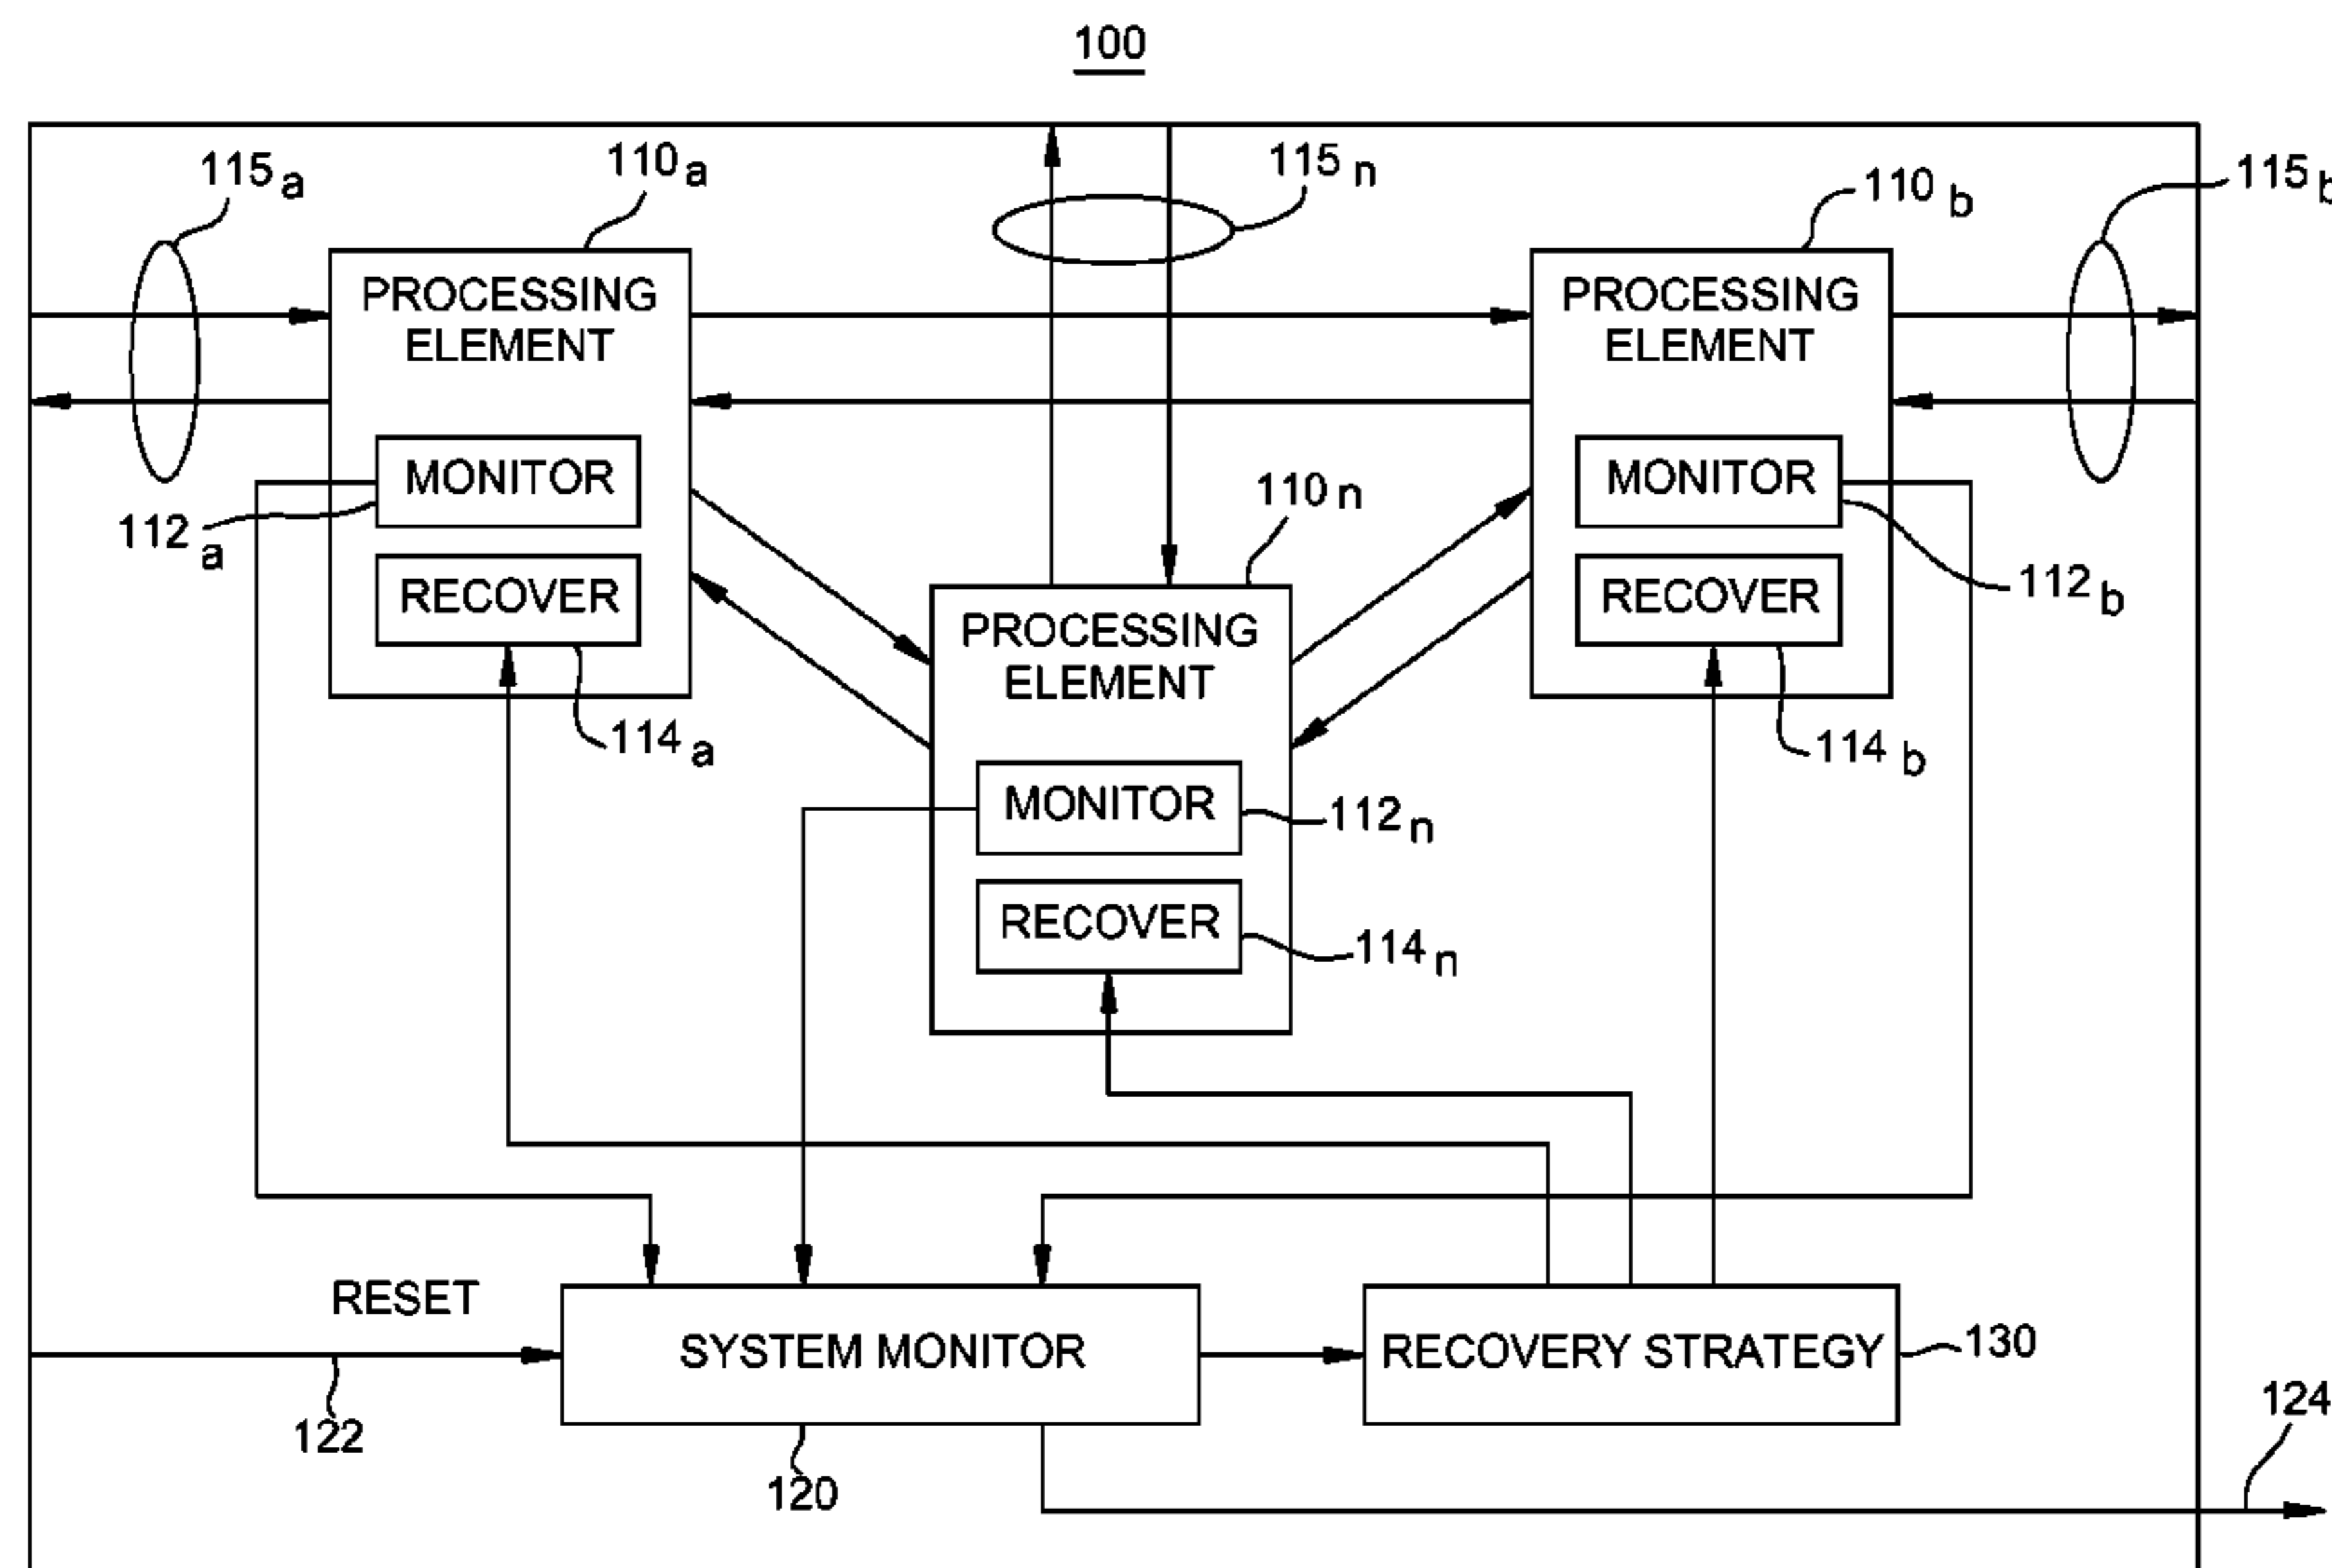 100
115a
110a
115n
110b
115b
PROCESSING
ELEMENT
PROCESSING
ELEMENT
MONITOR
MONITOR
112a
110n
RECOVER
RECOVER
112b
PROCESSING
ELEMENT
114a
114b
MONITOR
112n
RECOVER
114n
RESET
SYSTEM MONITOR
RECOVERY STRATEGY
130
122
120
124